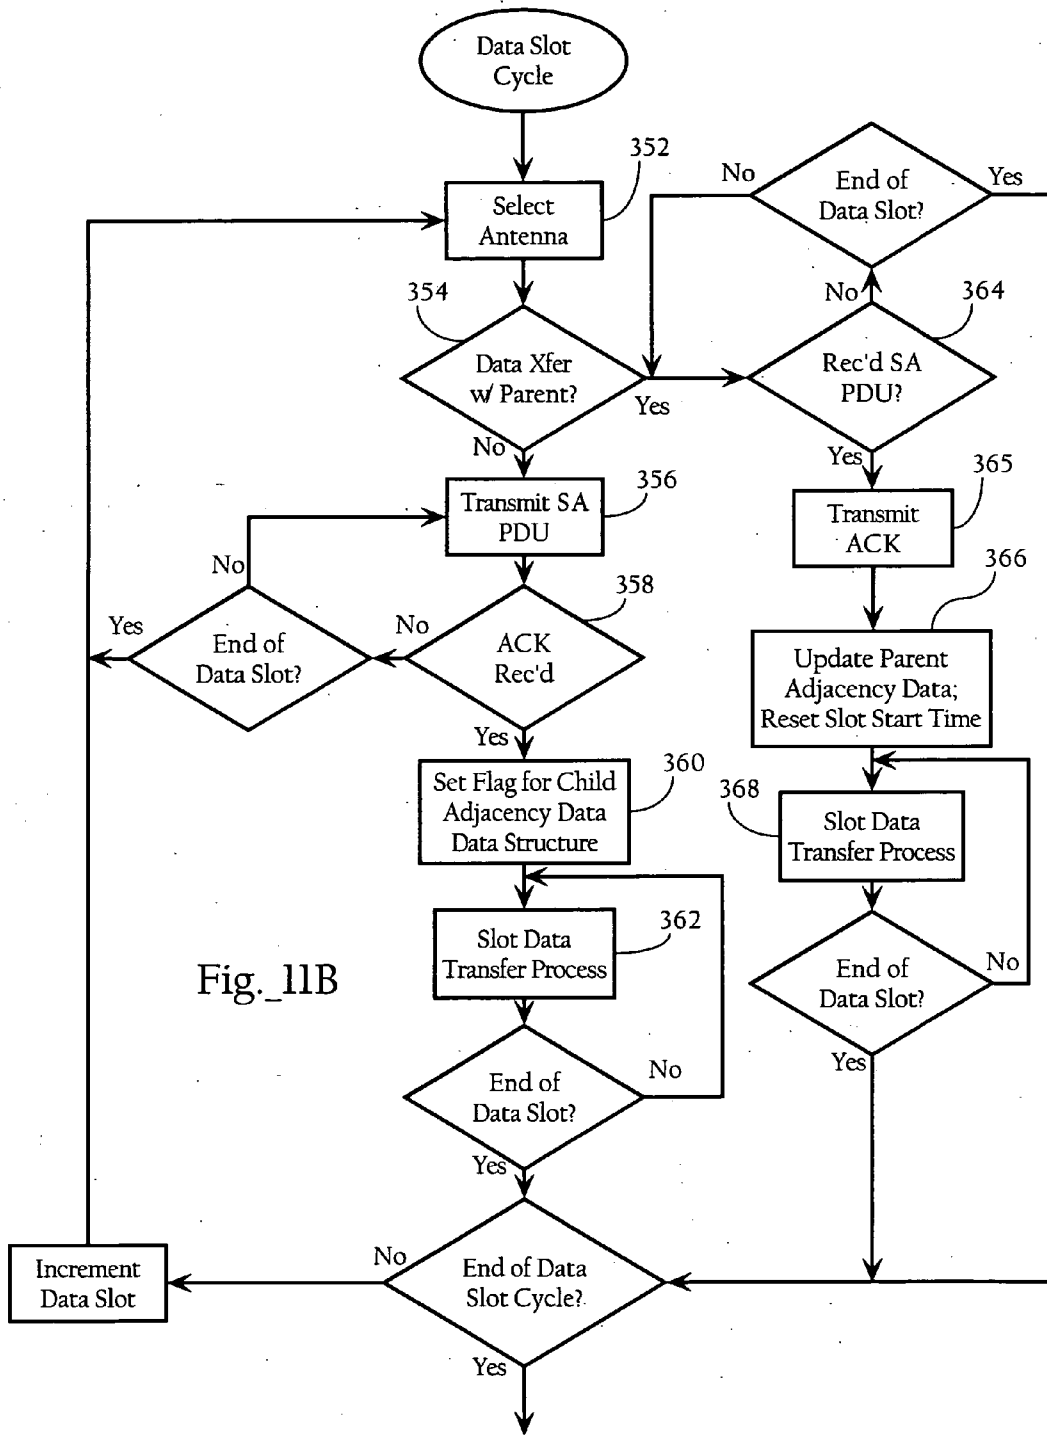 Data Slot
Cycle
352
Select
Antenna
No
End of
Data Slot?
Yes
354
Data Xfer
w/ Parent?
Yes
No
No
364
Rec'd SA
PDU?
Yes
356
Transmit SA
PDU
365
Transmit
ACK
366
No
358
Yes
End of
Data Slot?
No
ACK
Rec'd
Yes
Update Parent
Adjacency Data;
Reset Slot Start Time
360
Set Flag for Child
Adjacency Data
Data Structure
368
Slot Data
Transfer Process
362
Slot Data
Transfer Process
Fig._11B
End of
Data Slot?
No
Yes
End of
Data Slot?
No
Yes
Increment
Data Slot
No
End of Data
Slot Cycle?
Yes